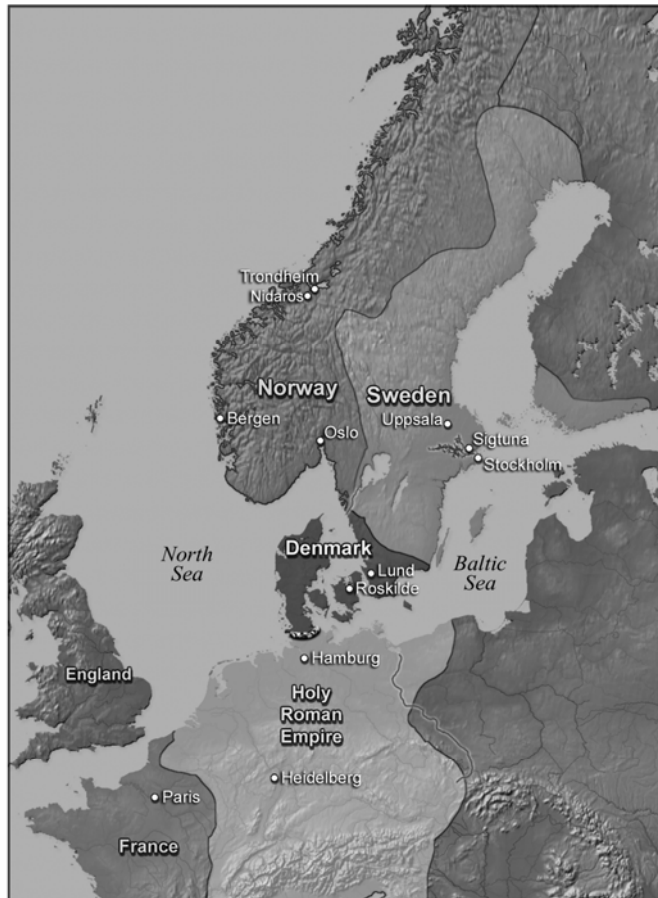 Trondheim
Nidaros
Norway
Sweden
Bergen
Uppsala
Oslo
Sigtuna
Stockholm
North
Sea
Denmark
Baltic
Sea
Lund
Roskilde
England
Hamburg
Holy
Roman
Empire
Heidelberg
Paris
France